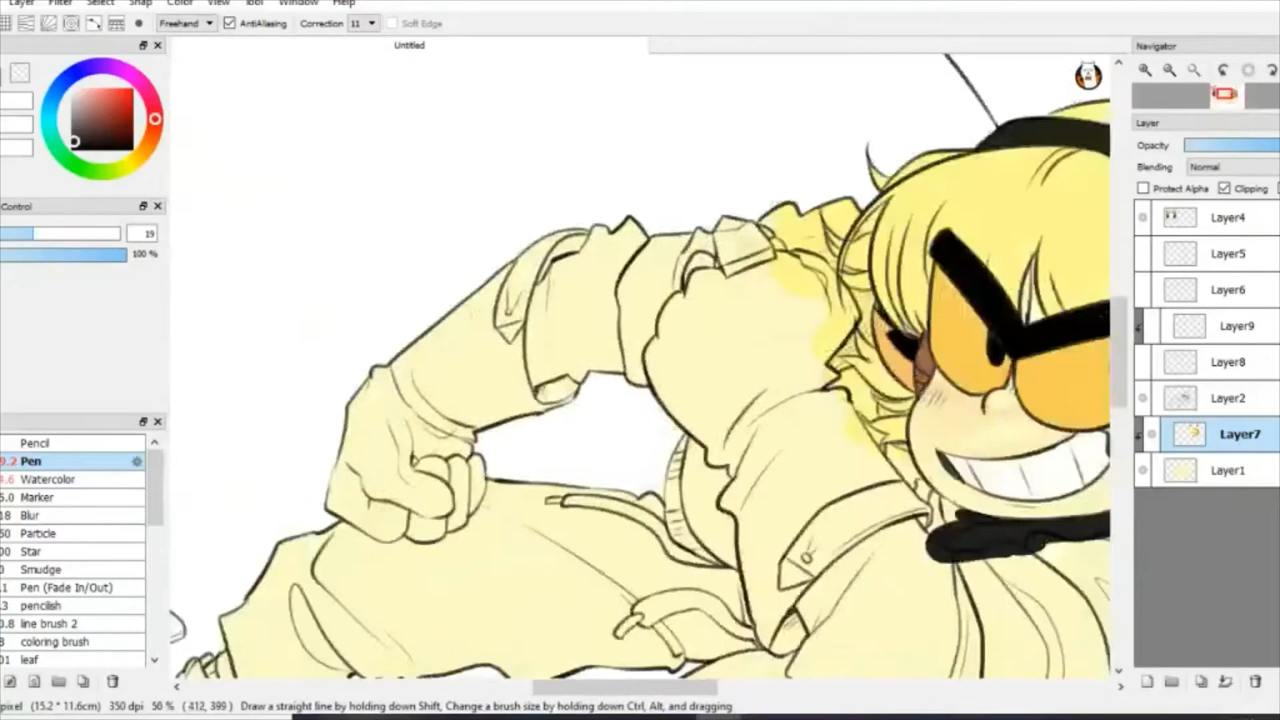 Layer Select Snap Color View Tool Window Help
Freehand AntiAliasing Correction 11 Soft Edge
Untitled
Navigator
Layer
Opacity
Blending Normal
Protect Alpha Clipping
Control
19
100 %
Layer4
Layer5
Layer6
Layer9
Layer8
Layer2
Layer7
Layer1
Pencil
9.2 Pen
4.6 Watercolor
5.0 Marker
18 Blur
50 Particle
00 Star
0 Smudge
.1 Pen (Fade In/Out)
.3 pencilish
0.8 line brush 2
8 coloring brush
01 leaf
pixel (15.2 * 11.6cm) 350 dpi 50 % ( 412, 399 ) Draw a straight line by holding down Shift, Change a brush size by holding down Ctrl, Alt, and dragging